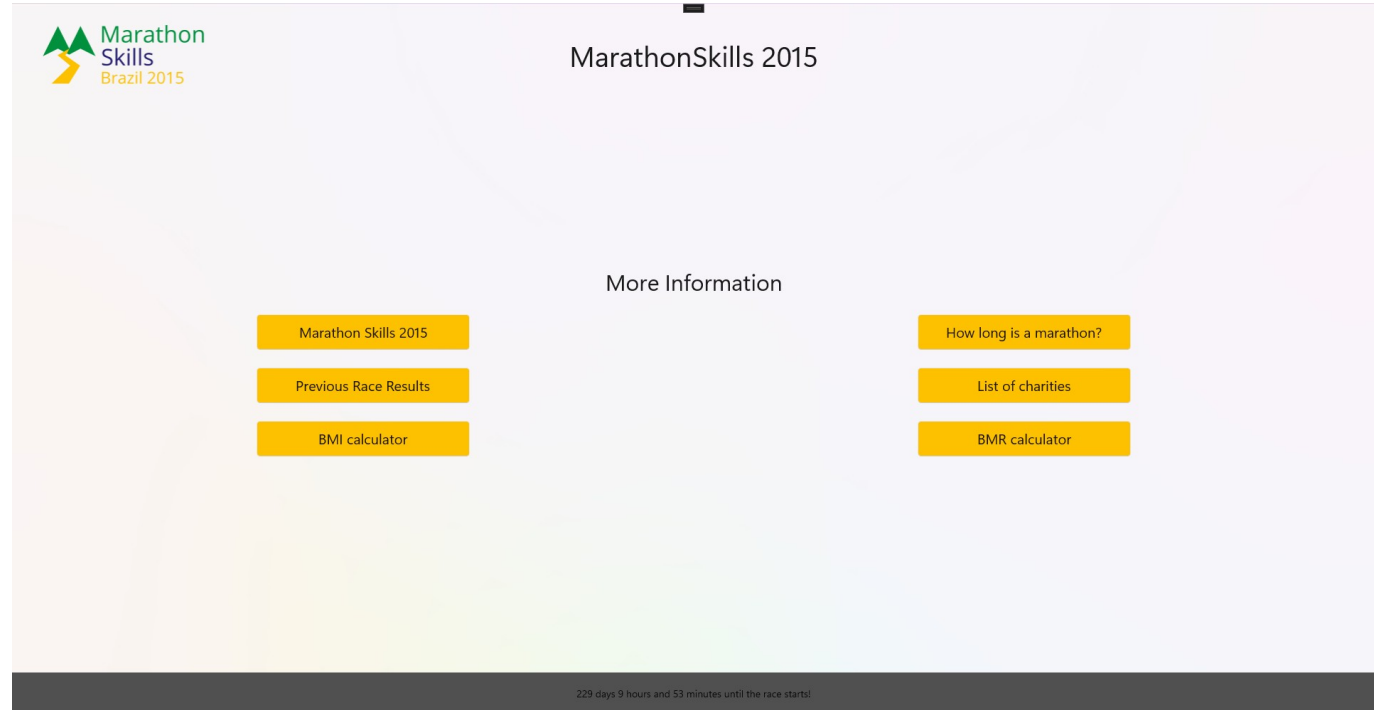 Marathon
Skills
Brazil 2015
MarathonSkills 2015
More Information
Marathon Skills 2015
How long is a marathon?
Previous Race Results
List of charities
BMI calculator
BMR calculator
229 days 9 hours and 53 minutes until the race starts!